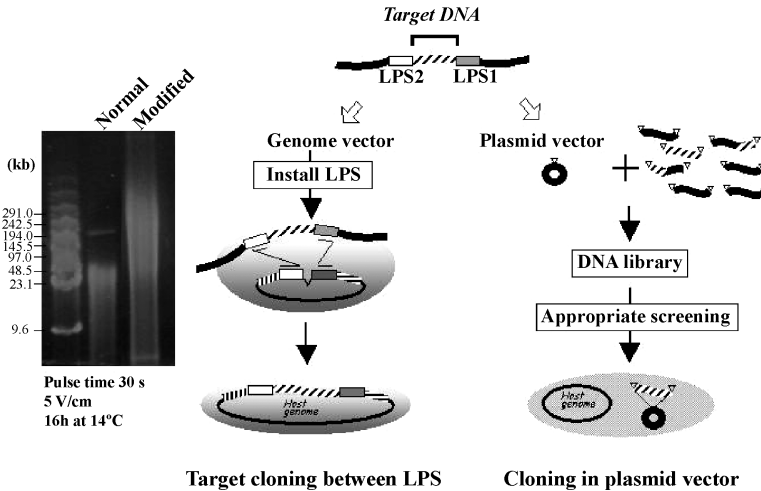 Target DNA
LPS2
LPS1
Normal
Modified
(kb)
291.0
242.5
194.0
145.5
97.0
48.5
23.1
9.6
Pulse time 30 s
5 V/cm
16h at 14°C
Genome vector
Install LPS
Host
genome
Target cloning between LPS
Plasmid vector
DNA library
Appropriate screening
Host
genome
Cloning in plasmid vector